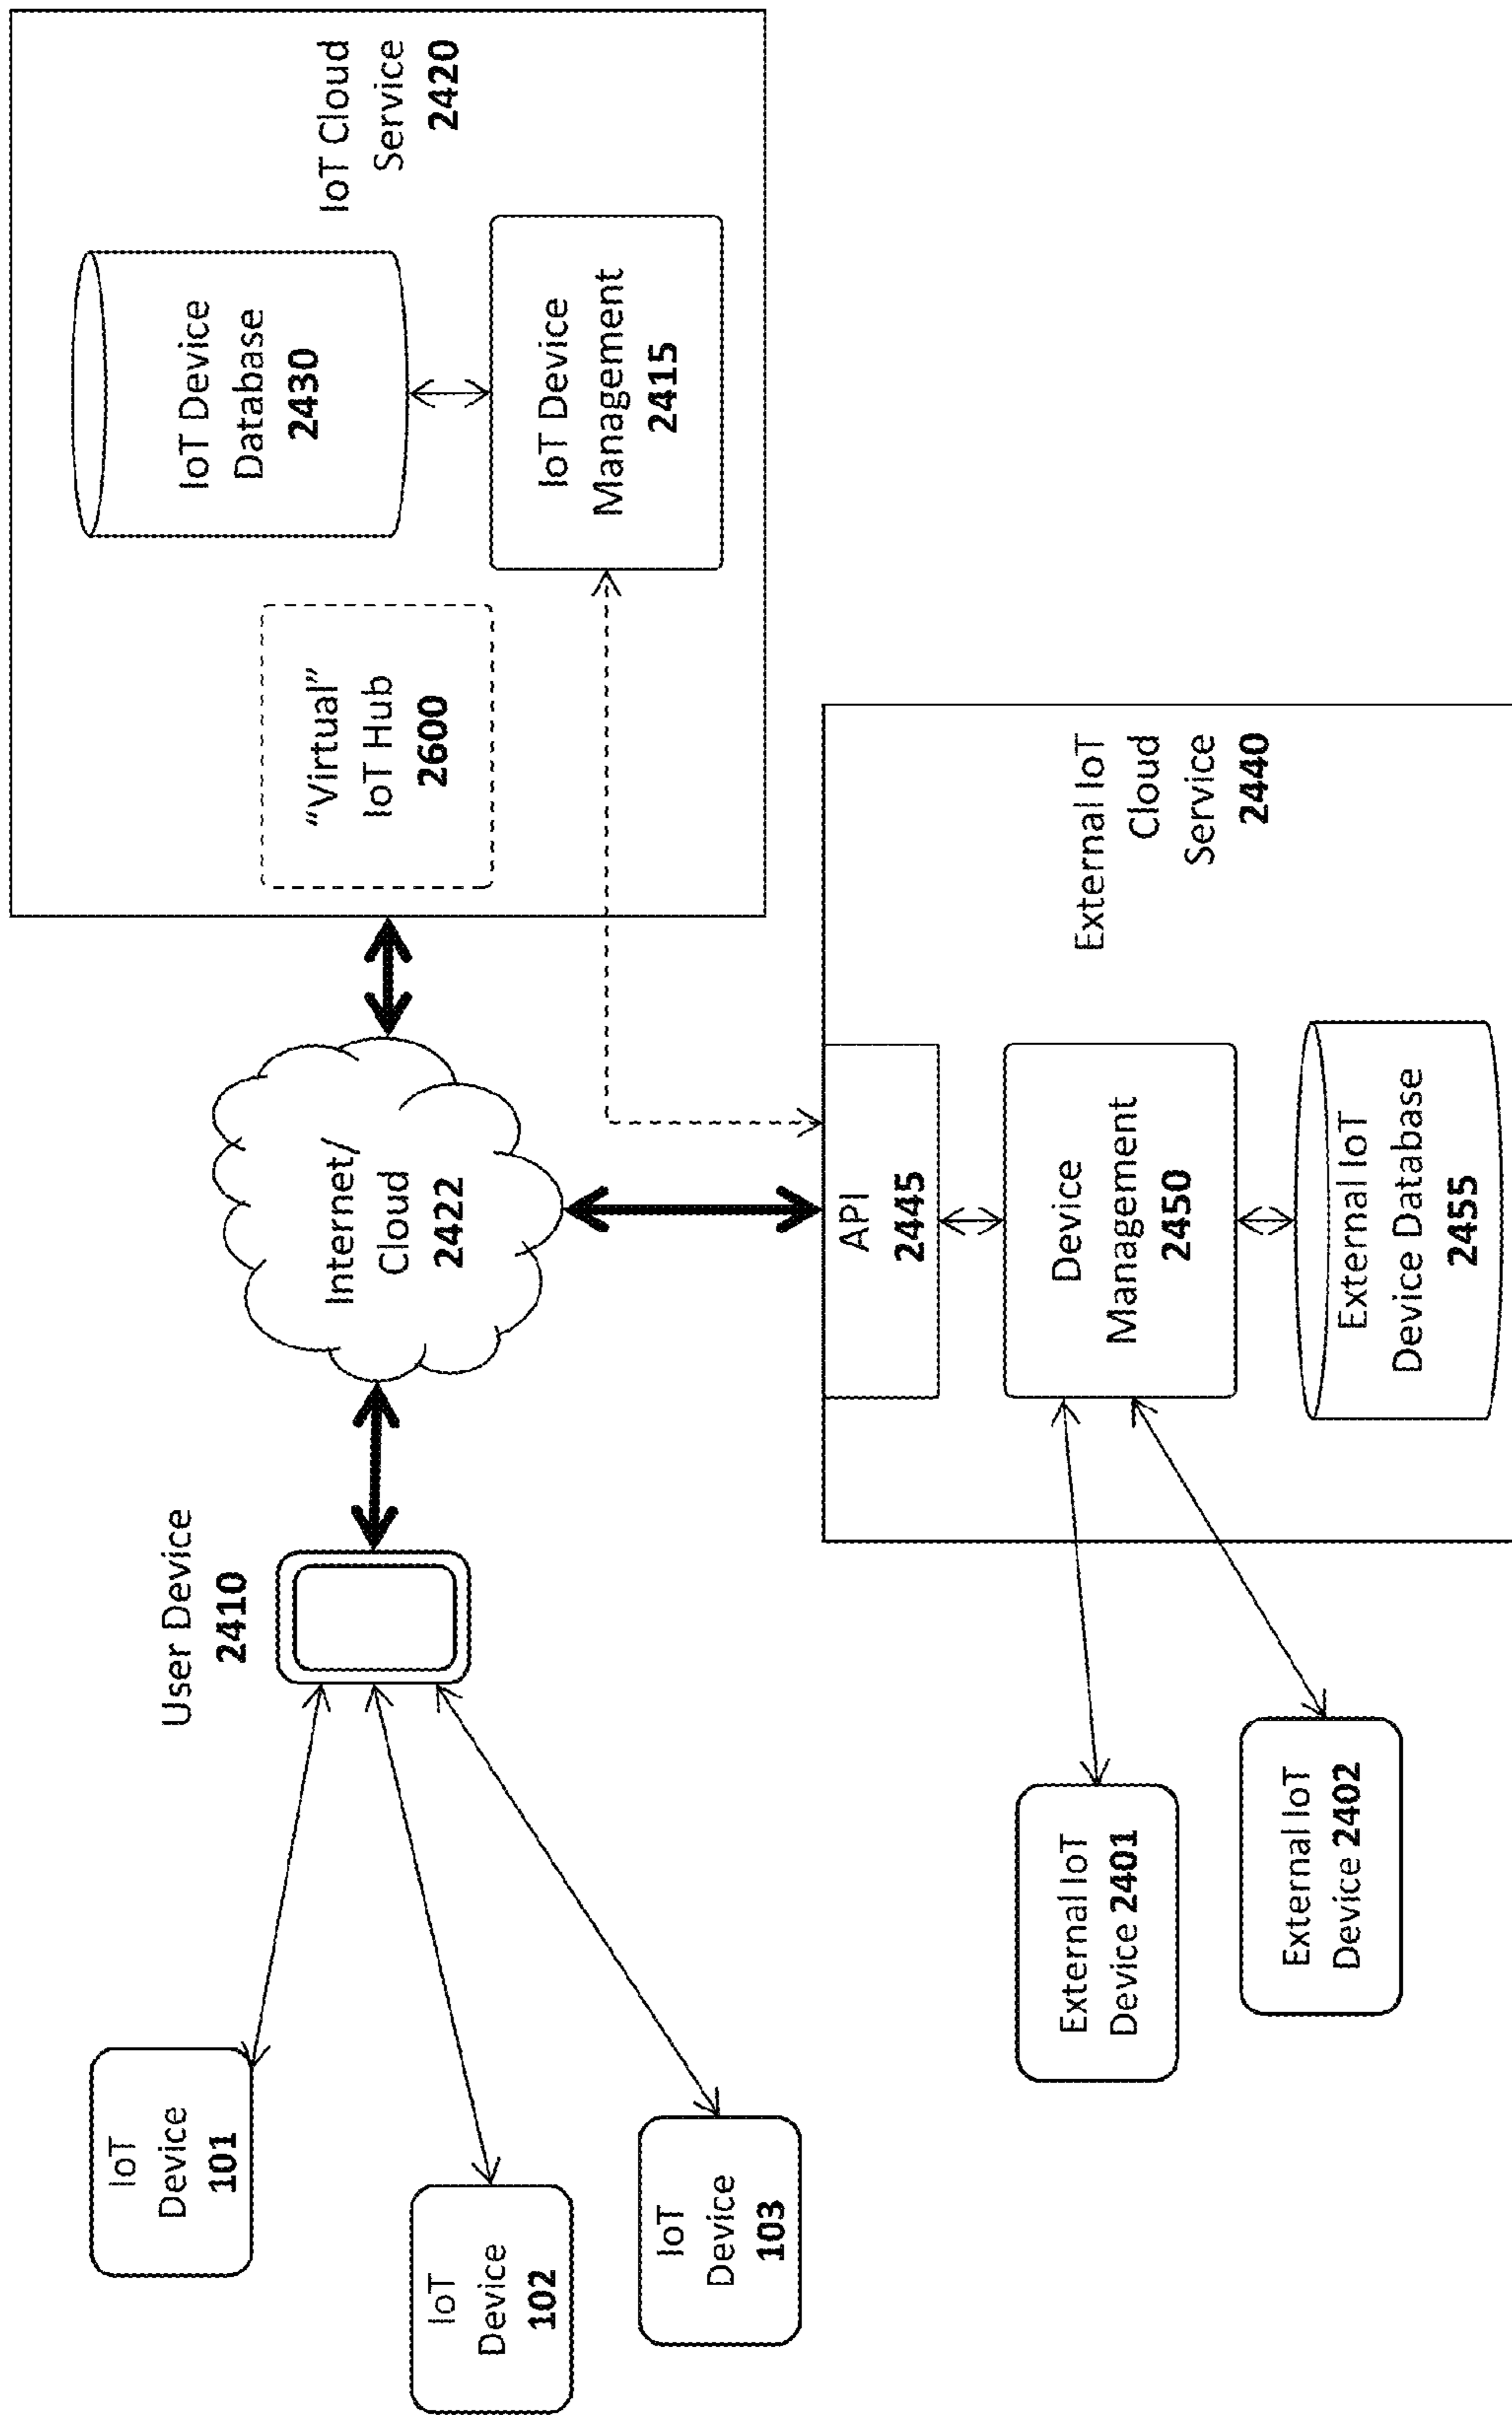 IoT
Device
101
IoT
Device
102
IoT
Device
103
User Device
2410
Internet/
Cloud
2422
"Virtual"
IoT Hub
2600
IoT Device
Database
2430
IoT Device
Management
2415
IoT Cloud
Service
2420
External IoT
Device 2401
External IoT
Device 2402
API
2445
Device
Management
2450
External IoT
Device Database
2455
External IoT
Cloud
Service
2440